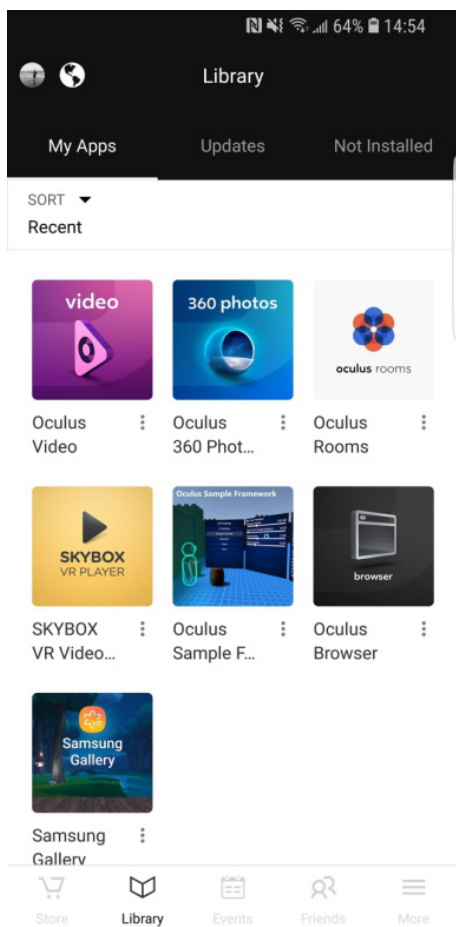 64% 14:54
Library
My Apps Updates Not Installed
SORT
Recent
video
360 photos
oculus rooms
Oculus Video
Oculus 360 Phot...
Oculus Rooms
SKYBOX
VR PLAYER
Oculus Sample Framework
browser
SKYBOX VR Video...
Oculus Sample F...
Oculus Browser
Samsung
Gallery
Samsung Gallery
Store Library Events Friends More